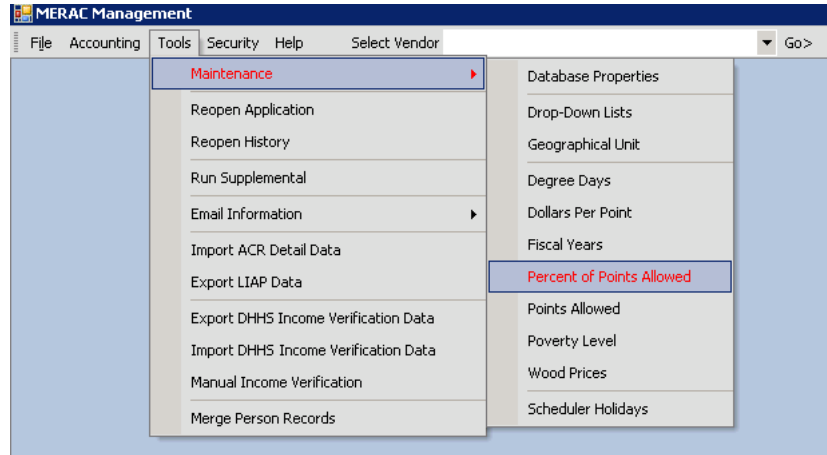 MERAC Management
File Accounting Tools Security Help Select Vendor Go>
Maintenance
Reopen Application
Reopen History
Run Supplemental
Email Information
Import ACR Detail Data
Export LIAP Data
Export DHHS Income Verification Data
Import DHHS Income Verification Data
Manual Income Verification
Merge Person Records
Database Properties
Drop-Down Lists
Geographical Unit
Degree Days
Dollars Per Point
Fiscal Years
Percent of Points Allowed
Points Allowed
Poverty Level
Wood Prices
Scheduler Holidays